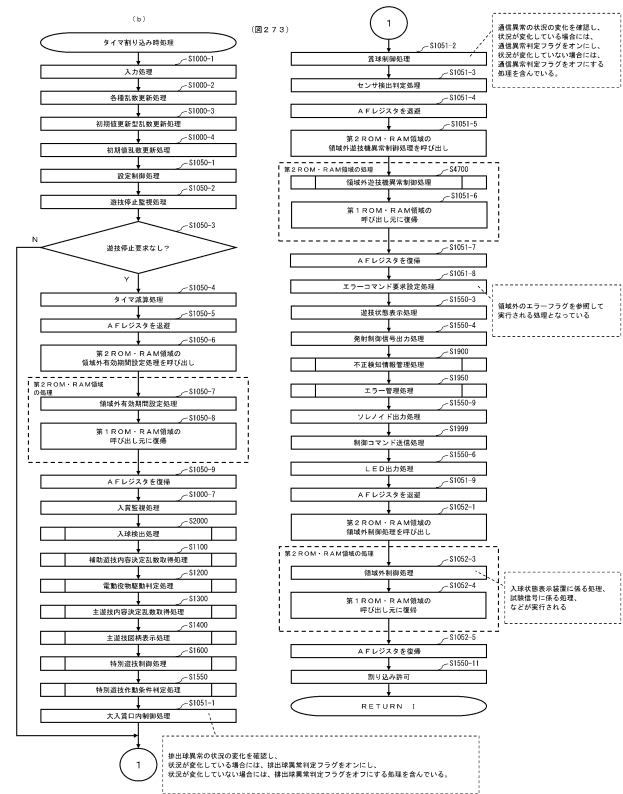 (b)
(図273)
タイマ割り込み時処理
S1000-1
入力処理
S1000-2
各種乱数更新処理
S1000-3
初期値更新型乱数更新処理
S1000-4
初期値乱数更新処理
S1050-1
設定制御処理
S1050-2
遊技停止監視処理
S1050-3
遊技停止要求なし?
N
Y
S1050-4
タイマ減算処理
S1050-5
AFレジスタを退避
S1050-6
第2ROM・RAM領域の
領域外有効期間設定処理を呼び出し
第2ROM・RAM領域
の処理
S1050-7
領域外有効期間設定処理
S1050-8
第1ROM・RAM領域の
呼び出し元に復帰
S1050-9
AFレジスタを復帰
S1000-7
入賞監視処理
S2000
入球検出処理
S1100
補助遊技内容決定乱数取得処理
S1200
電動役物駆動判定処理
S1300
主遊技内容決定乱数取得処理
S1400
主遊技図柄表示処理
S1600
特別遊技制御処理
S1550
特別遊技作動条件判定処理
S1051-1
大入賞口内制御処理
1
排出球異常の状況の変化を確認し、
状況が変化している場合には、排出球異常判定フラグをオンにし、
状況が変化していない場合には、排出球異常判定フラグをオフにする処理を含んでいる。
1
S1051-2
賞球制御処理
通信異常の状況の変化を確認し、
状況が変化している場合には、
通信異常判定フラグをオンにし、
状況が変化していない場合には、
通信異常判定フラグをオフにする
処理を含んでいる。
S1051-3
センサ検出判定処理
S1051-4
AFレジスタを退避
S1051-5
第2ROM・RAM領域の
領域外遊技機異常制御処理を呼び出し
第2ROM・RAM領域の処理
S4700
領域外遊技機異常制御処理
S1051-6
第1ROM・RAM領域の
呼び出し元に復帰
S1051-7
AFレジスタを復帰
S1051-8
エラーコマンド要求設定処理
領域外のエラーフラグを参照して
実行される処理となっている
S1550-3
遊技状態表示処理
S1550-4
発射制御信号出力処理
S1900
不正検知情報管理処理
S1950
エラー管理処理
S1550-9
ソレノイド出力処理
S1999
制御コマンド送信処理
S1550-6
LED出力処理
S1051-9
AFレジスタを退避
S1052-1
第2ROM・RAM領域の
領域外制御処理を呼び出し
第2ROM・RAM領域の処理
S1052-3
領域外制御処理
S1052-4
第1ROM・RAM領域の
呼び出し元に復帰
入球状態表示装置に係る処理、
試験信号に係る処理、
などが実行される
S1052-5
AFレジスタを復帰
S1550-11
割り込み許可
RETURN I